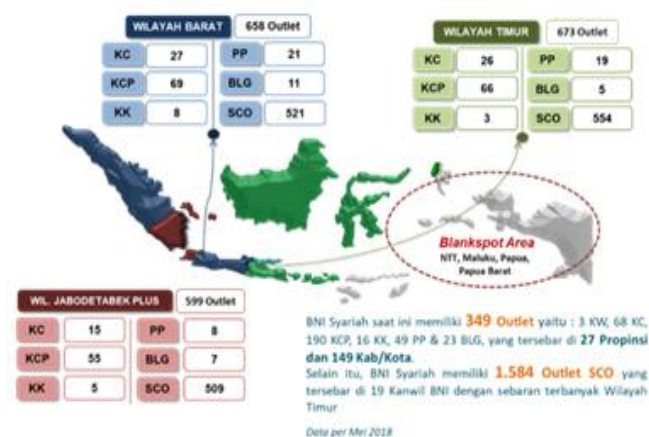 WILAYAH BARAT 658 Outlet
KC 27 PP 21
KCP 69 BLG 11
KK 8 SCO 521
WILAYAH TIMUR 673 Outlet
KC 26 PP 19
KCP 66 BLG 5
KK 3 SCO 554
Blankspot Area
NTT, Maluku, Papua,
Papua Barat
WIL. JABODETABEK PLUS 599 Outlet
KC 15 PP 8
KCP 55 BLG 7
KK 5 SCO 509
BNI Syariah saat ini memiliki 349 Outlet yaitu : 3 KW, 68 KC,
190 KCP, 16 KK, 49 PP & 23 BLG, yang tersebar di 27 Propinsi
dan 149 Kab/Kota.
Selain itu, BNI Syariah memiliki 1.584 Outlet SCO yang
tersebar di 19 Kanwil BNI dengan sebaran terbanyak Wilayah
Timur
Data per Mei 2018